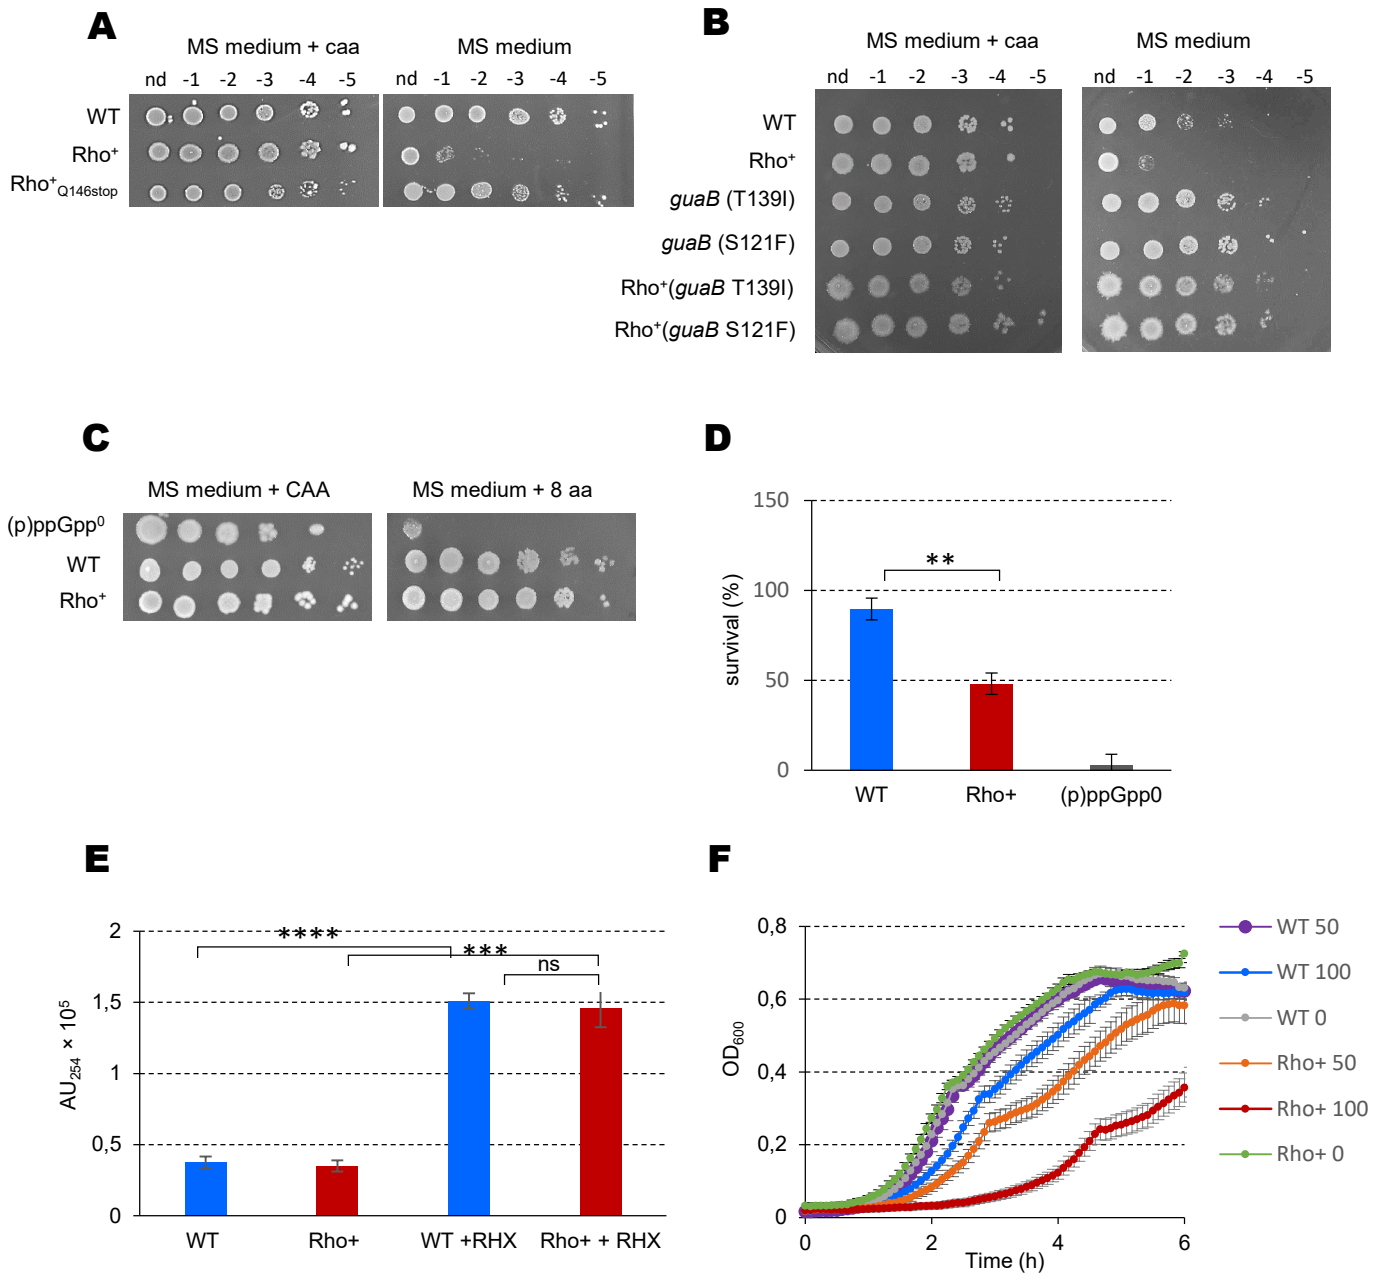 A
MS medium + caa
MS medium
nd -1 -2 -3 -4 -5
nd -1 -2 -3 -4 -5
WT
Rho⁺
Rho⁺Q146stop
B
MS medium + caa
MS medium
nd -1 -2 -3 -4 -5
nd -1 -2 -3 -4 -5
WT
Rho⁺
guaB (T139I)
guaB (S121F)
Rho⁺(guaB T139I)
Rho⁺(guaB S121F)
C
MS medium + CAA
MS medium + 8 aa
(p)ppGpp⁰
WT
Rho⁺
D
survival (%)
150
100
50
0
**
WT
Rho+
(p)ppGpp0
E
AU₂₅₄ × 10⁵
2
1,5
1
0,5
0
****
***
ns
WT
Rho+
WT +RHX
Rho+ + RHX
F
OD₆₀₀
0,8
0,6
0,4
0,2
0
0 2 4 6
Time (h)
WT 50
WT 100
WT 0
Rho+ 50
Rho+ 100
Rho+ 0